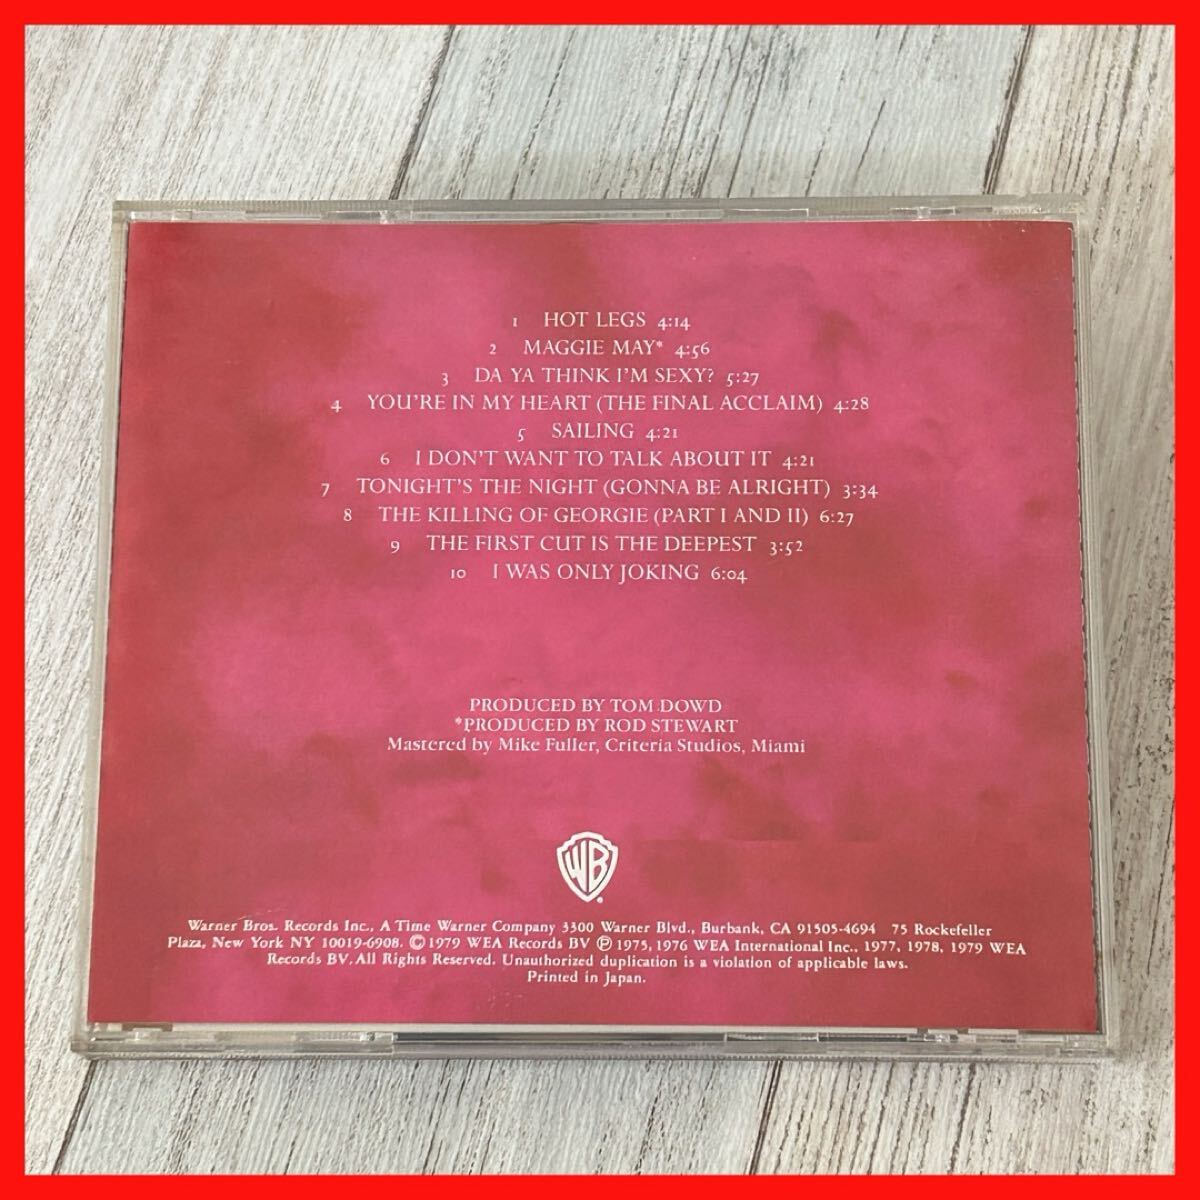 1 HOT LEGS 4:14
2 MAGGIE MAY* 4:56
3 DA YA THINK I'M SEXY? 5:27
4 YOU'RE IN MY HEART (THE FINAL ACCLAIM) 4:28
5 SAILING 4:21
6 I DON'T WANT TO TALK ABOUT IT 4:21
7 TONIGHT'S THE NIGHT (GONNA BE ALRIGHT) 3:34
8 THE KILLING OF GEORGIE (PART I AND II) 6:27
9 THE FIRST CUT IS THE DEEPEST 3:52
10 I WAS ONLY JOKING 6:04
PRODUCED BY TOM DOWD
*PRODUCED BY ROD STEWART
Mastered by Mike Fuller, Criteria Studios, Miami
WB
Warner Bros. Records Inc., A Time Warner Company 3300 Warner Blvd., Burbank, CA 91505-4694 75 Rockefeller
Plaza, New York NY 10019-6908. © 1979 WEA Records BV ℗ 1975, 1976 WEA International Inc., 1977, 1978, 1979 WEA
Records BV. All Rights Reserved. Unauthorized duplication is a violation of applicable laws.
Printed in Japan.